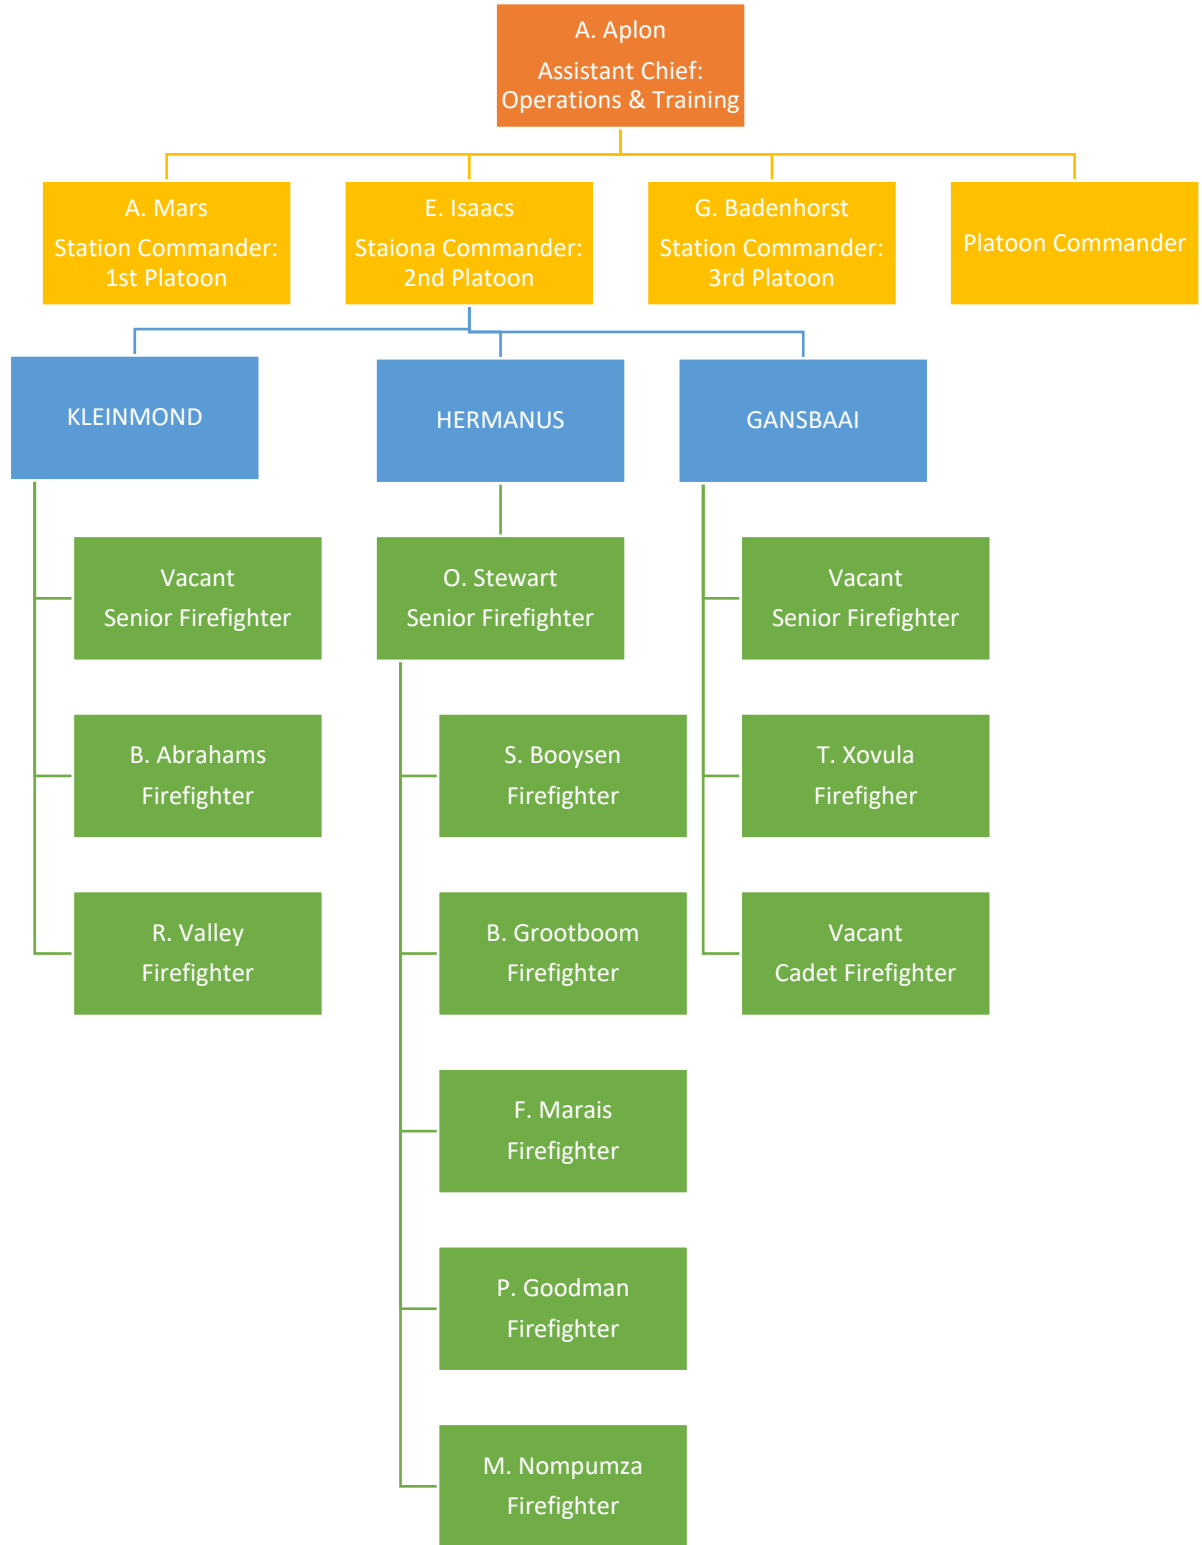 A. Aplon
Assistant Chief:
Operations & Training
A. Mars
Station Commander:
1st Platoon
E. Isaacs
Staiona Commander:
2nd Platoon
G. Badenhorst
Station Commander:
3rd Platoon
Platoon Commander
KLEINMOND
HERMANUS
GANSBAAI
Vacant
Senior Firefighter
O. Stewart
Senior Firefighter
Vacant
Senior Firefighter
B. Abrahams
Firefighter
S. Booysen
Firefighter
T. Xovula
Firefigher
R. Valley
Firefighter
B. Grootboom
Firefighter
Vacant
Cadet Firefighter
F. Marais
Firefighter
P. Goodman
Firefighter
M. Nompumza
Firefighter